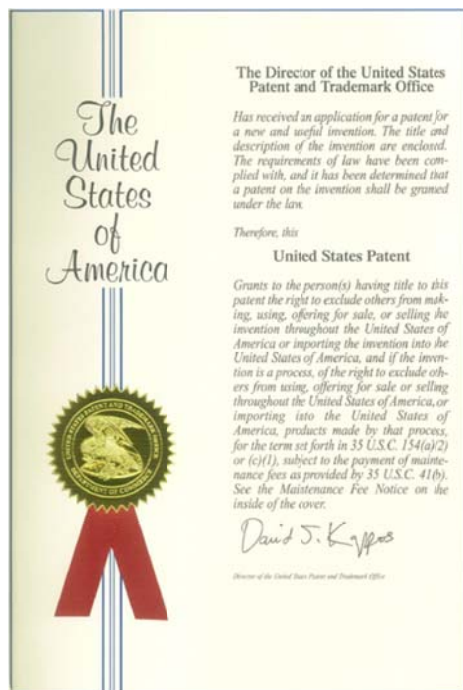 The
United
States
of
America
The Director of the United States
Patent and Trademark Office
Has received an application for a patent for
a new and useful invention. The title and
description of the invention are enclosed.
The requirements of law have been com-
plied with, and it has been determined that
a patent on the invention shall be granted
under the law.
Therefore, this
United States Patent
Grants to the person(s) having title to this
patent the right to exclude others from mak-
ing, using, offering for sale, or selling the
invention throughout the United States of
America or importing the invention into the
United States of America, and if the inven-
tion is a process, of the right to exclude oth-
ers from using, offering for sale or selling
throughout the United States of America, or
importing into the United States of
America, products made by that process,
for the term set forth in 35 U.S.C. 154(a)(2)
or (c)(1), subject to the payment of mainte-
nance fees as provided by 35 U.S.C. 41(b).
See the Maintenance Fee Notice on the
inside of the cover.
David J. Kappos
Director of the United States Patent and Trademark Office
UNITED STATES PATENT AND TRADEMARK OFFICE
DEPARTMENT OF COMMERCE